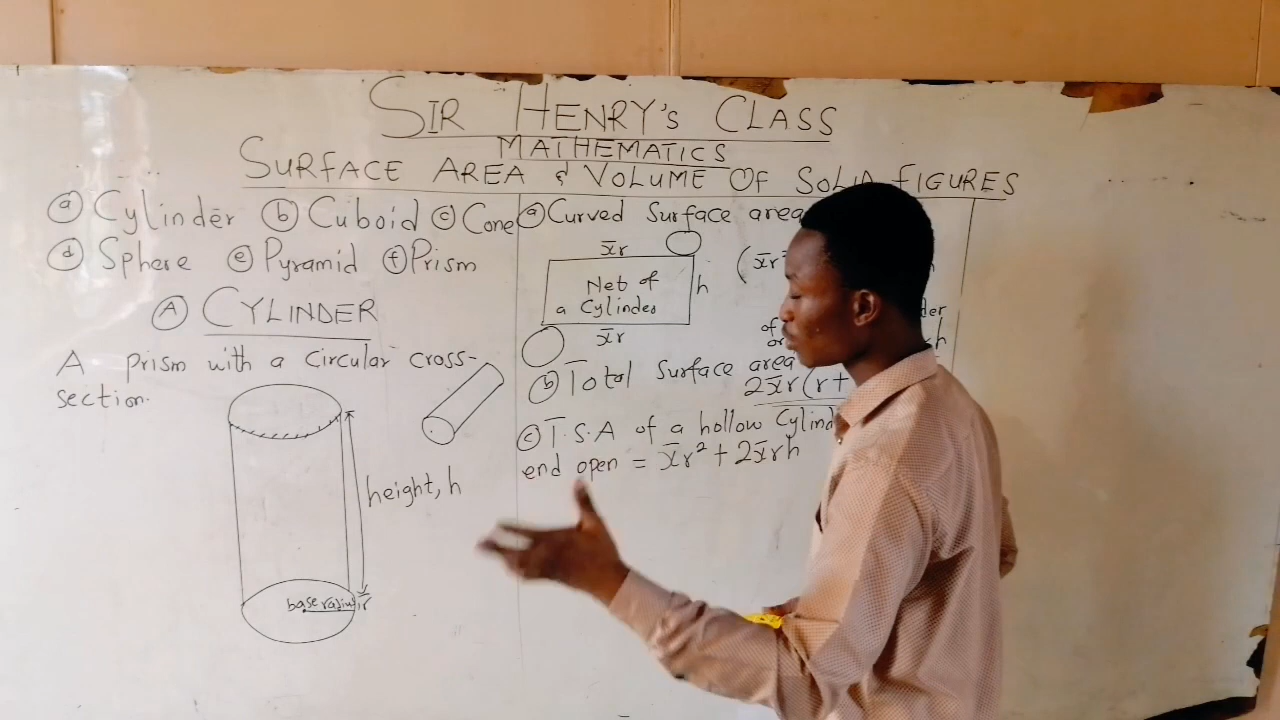 SIR HENRY'S CLASS
MATHEMATICS
SURFACE AREA & VOLUME OF SOLID FIGURES
ⓐ Cylinder ⓑ Cuboid ⓒ Cone
ⓓ Sphere ⓔ Pyramid ⓕ Prism
Ⓐ CYLINDER
A prism with a circular cross-
section.
height, h
base radius r
ⓐ Curved Surface area
πr
Net of
a Cylinder
h
πr
(πr
of
ⓑ Total Surface area
2πr(r+
ⓒ T.S.A of a hollow Cylind
end open = πr² + 2πrh